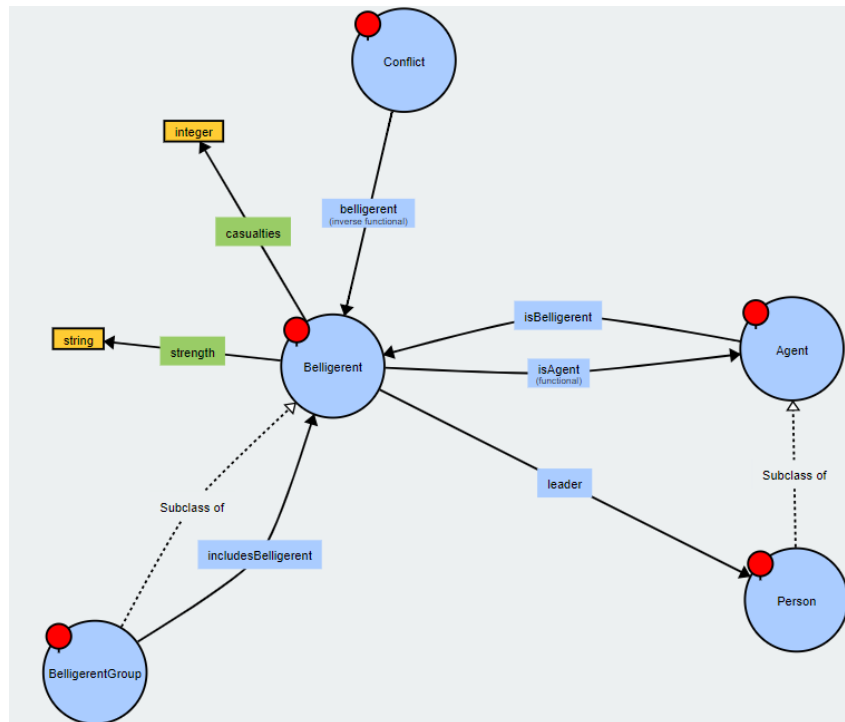 Conflict
integer
belligerent
(inverse functional)
casualties
isBelligerent
string
strength
Belligerent
isAgent
(functional)
Agent
Subclass of
leader
Subclass of
includesBelligerent
Person
BelligerentGroup